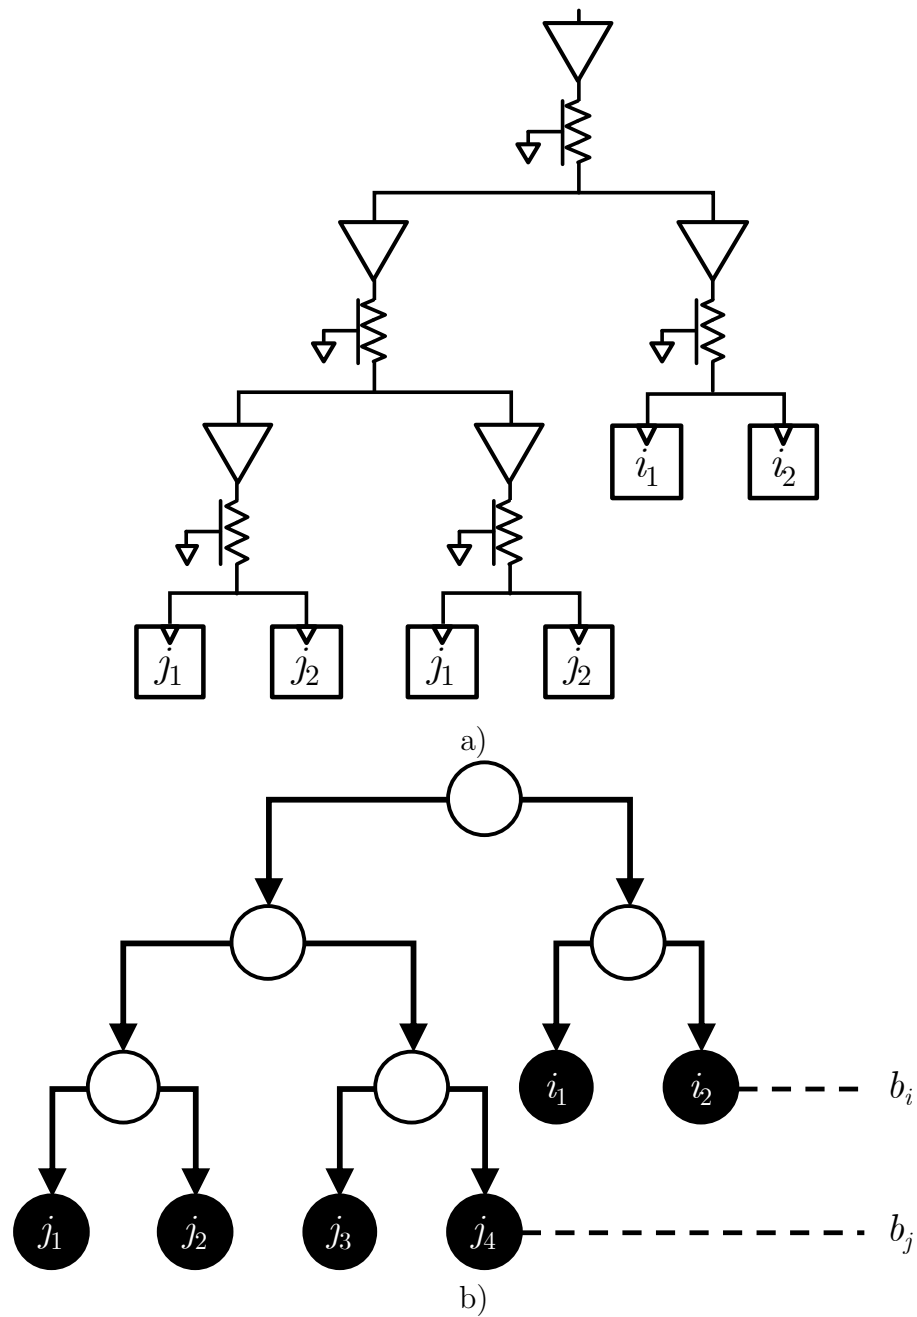 i₁ i₂
j₁ j₂ j₁ j₂
a)
i₁ i₂ bᵢ
j₁ j₂ j₃ j₄ bⱼ
b)